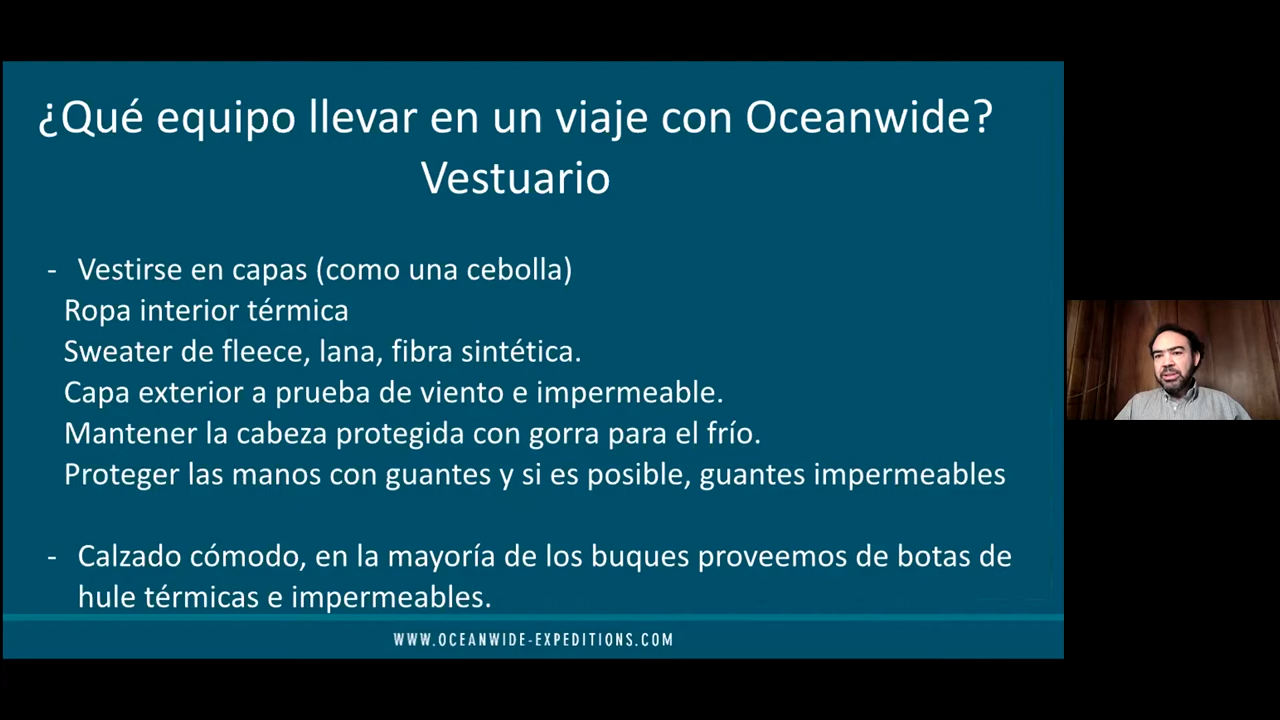 ¿Qué equipo llevar en un viaje con Oceanwide?
Vestuario
- Vestirse en capas (como una cebolla)
Ropa interior térmica
Sweater de fleece, lana, fibra sintética.
Capa exterior a prueba de viento e impermeable.
Mantener la cabeza protegida con gorra para el frío.
Proteger las manos con guantes y si es posible, guantes impermeables
- Calzado cómodo, en la mayoría de los buques proveemos de botas de
hule térmicas e impermeables.
WWW.OCEANWIDE-EXPEDITIONS.COM